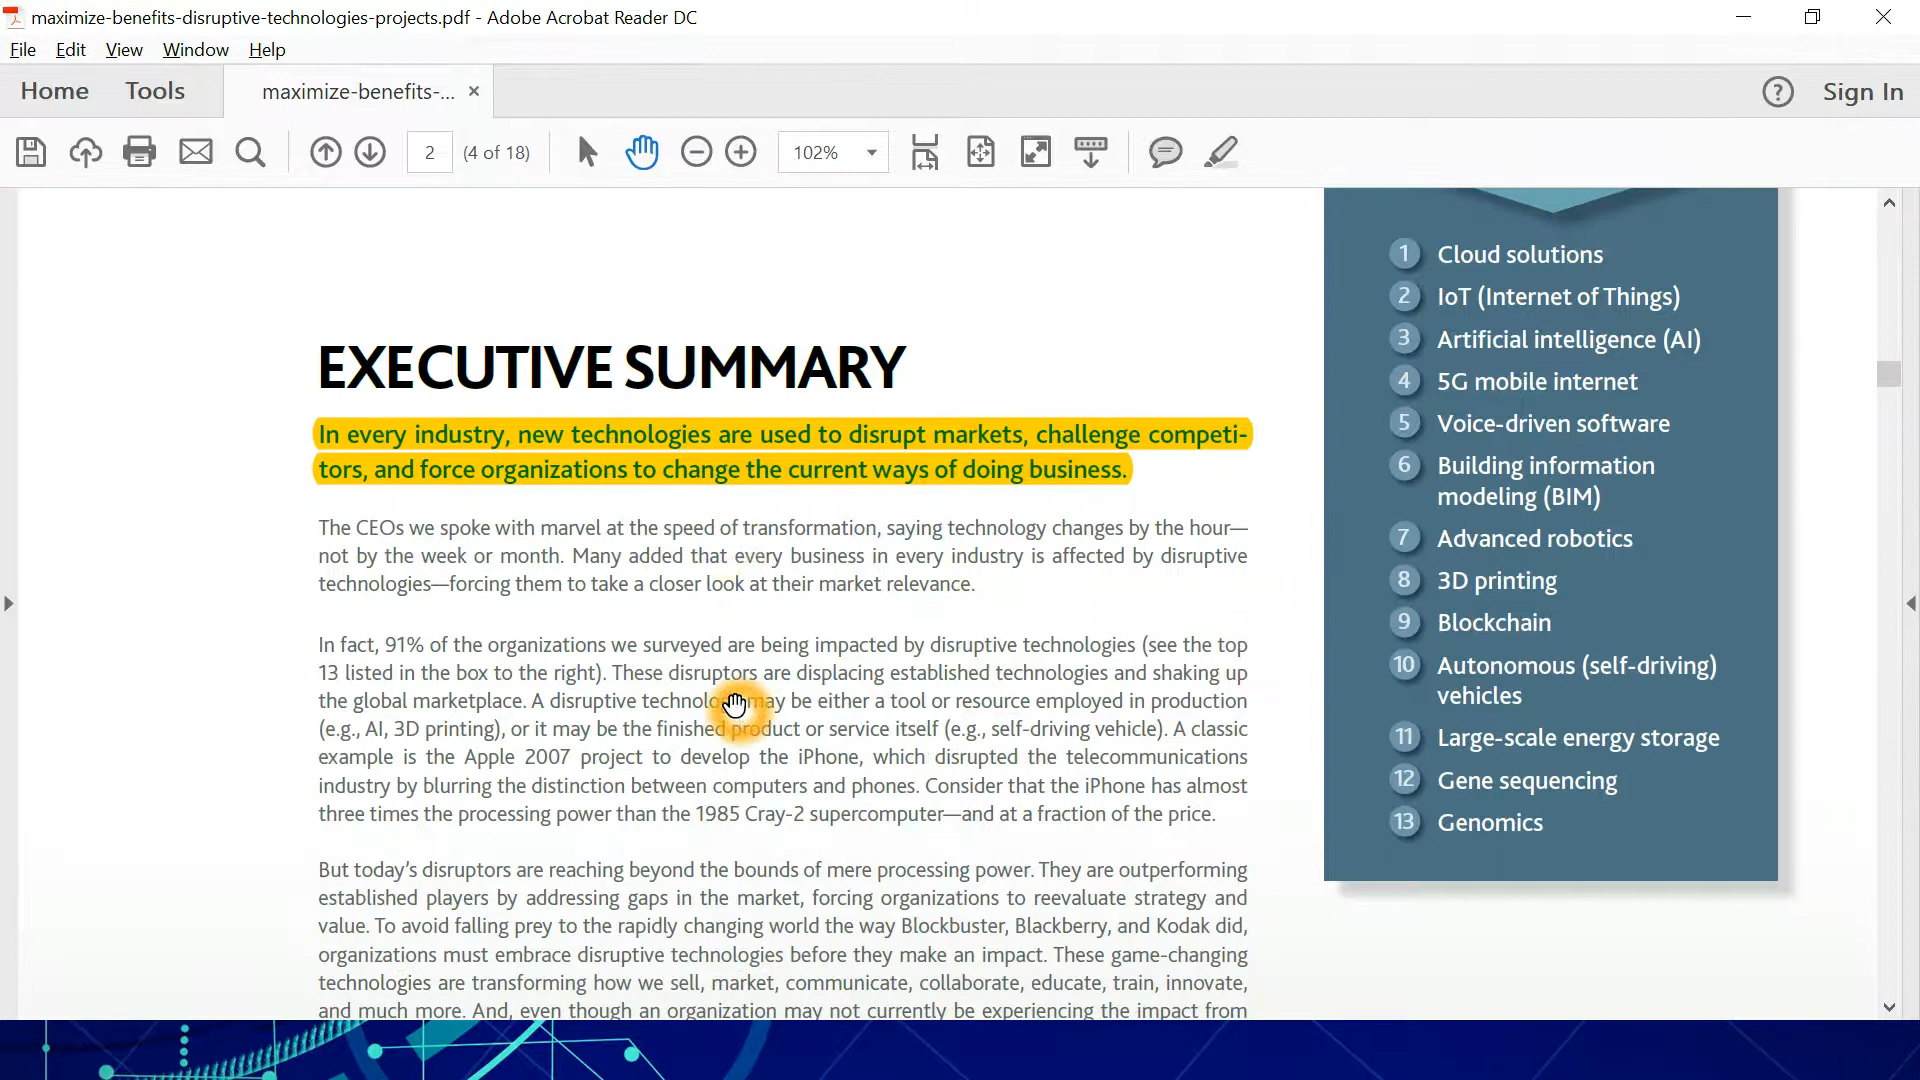 maximize-benefits-disruptive-technologies-projects.pdf - Adobe Acrobat Reader DC
File Edit View Window Help
Home Tools maximize-benefits-... × ? Sign In
2 (4 of 18) 102%
EXECUTIVE SUMMARY
In every industry, new technologies are used to disrupt markets, challenge competi-
tors, and force organizations to change the current ways of doing business.
The CEOs we spoke with marvel at the speed of transformation, saying technology changes by the hour—
not by the week or month. Many added that every business in every industry is affected by disruptive
technologies—forcing them to take a closer look at their market relevance.
In fact, 91% of the organizations we surveyed are being impacted by disruptive technologies (see the top
13 listed in the box to the right). These disruptors are displacing established technologies and shaking up
the global marketplace. A disruptive technology may be either a tool or resource employed in production
(e.g., AI, 3D printing), or it may be the finished product or service itself (e.g., self-driving vehicle). A classic
example is the Apple 2007 project to develop the iPhone, which disrupted the telecommunications
industry by blurring the distinction between computers and phones. Consider that the iPhone has almost
three times the processing power than the 1985 Cray-2 supercomputer—and at a fraction of the price.
But today's disruptors are reaching beyond the bounds of mere processing power. They are outperforming
established players by addressing gaps in the market, forcing organizations to reevaluate strategy and
value. To avoid falling prey to the rapidly changing world the way Blockbuster, Blackberry, and Kodak did,
organizations must embrace disruptive technologies before they make an impact. These game-changing
technologies are transforming how we sell, market, communicate, collaborate, educate, train, innovate,
and much more. And, even though an organization may not currently be experiencing the impact from
1 Cloud solutions
2 IoT (Internet of Things)
3 Artificial intelligence (AI)
4 5G mobile internet
5 Voice-driven software
6 Building information
modeling (BIM)
7 Advanced robotics
8 3D printing
9 Blockchain
10 Autonomous (self-driving)
vehicles
11 Large-scale energy storage
12 Gene sequencing
13 Genomics